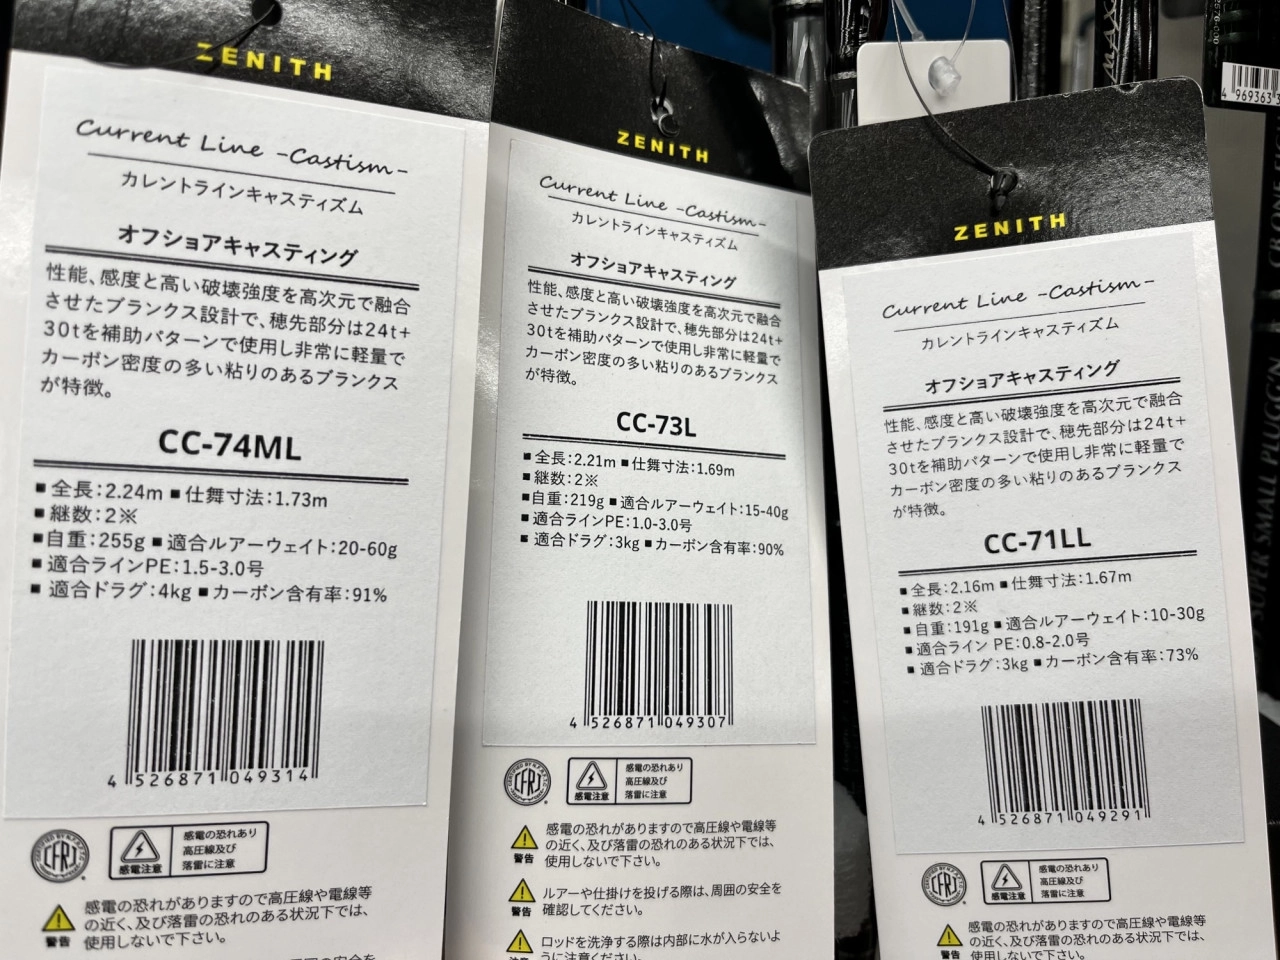 ZENITH
Current Line -Castism-
カレントラインキャスティズム
オフショアキャスティング
性能、感度と高い破壊強度を高次元で融合
させたブランクス設計で、穂先部分は24t+
30tを補助パターンで使用し非常に軽量で
カーボン密度の多い粘りのあるブランクス
が特徴。
CC-74ML
■全長:2.24m ■仕舞寸法:1.73m
■継数:2※
■自重:255g ■適合ルアーウェイト:20-60g
■適合ラインPE:1.5-3.0号
■適合ドラグ:4kg ■カーボン含有率:91%
4 526871 049314
CFRJ
感電注意
感電の恐れあり
高圧線及び
落雷に注意
警告
感電の恐れがありますので高圧線や電線等
の近く、及び落雷の恐れのある状況下では、
使用しないで下さい。
ZENITH
Current Line -Castism-
カレントラインキャスティズム
オフショアキャスティング
性能、感度と高い破壊強度を高次元で融合
させたブランクス設計で、穂先部分は24t+
30tを補助パターンで使用し非常に軽量で
カーボン密度の多い粘りのあるブランクス
が特徴。
CC-73L
■全長:2.21m ■仕舞寸法:1.69m
■継数:2※
■自重:219g ■適合ルアーウェイト:15-40g
■適合ラインPE:1.0-3.0号
■適合ドラグ:3kg ■カーボン含有率:90%
4 526871 049307
CFRJ
感電注意
感電の恐れあり
高圧線及び
落雷に注意
警告
感電の恐れがありますので高圧線や電線等
の近く、及び落雷の恐れのある状況下では、
使用しないで下さい。
警告
ルアーや仕掛けを投げる際は、周囲の安全を
確認してください。
ロッドを洗浄する際は内部に水が入らないよ
うに注意ください。
ZENITH
Current Line -Castism-
カレントラインキャスティズム
オフショアキャスティング
性能、感度と高い破壊強度を高次元で融合
させたブランクス設計で、穂先部分は24t+
30tを補助パターンで使用し非常に軽量で
カーボン密度の多い粘りのあるブランクス
が特徴。
CC-71LL
■全長:2.16m ■仕舞寸法:1.67m
■継数:2※
■自重:191g ■適合ルアーウェイト:10-30g
■適合ライン PE:0.8-2.0号
■適合ドラグ:3kg ■カーボン含有率:73%
4 526871 049291
CFRJ
感電注意
感電の恐れあり
高圧線及び
落雷に注意
警告
感電の恐れがありますので高圧線や電線等
の近く、及び落雷の恐れのある状況下では、
使用しないで下さい。
4 969363
SUPER SMALL PLUGG'N